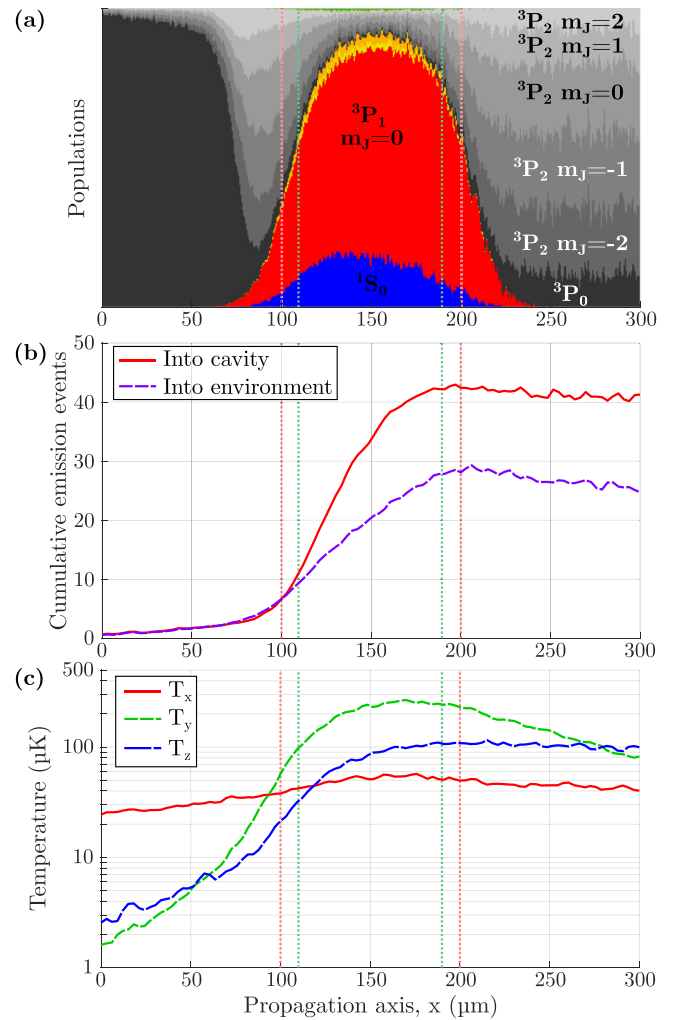 (a)
³P₂ m_J=2
³P₂ m_J=1
³P₂ m_J=0
³P₁
m_J=0
³P₂ m_J=-1
³P₂ m_J=-2
¹S₀
³P₀
Populations
0 50 100 150 200 250 300
(b)
50
40
30
20
10
0
Into cavity
Into environment
Cumulative emission events
0 50 100 150 200 250 300
(c)
500
100
10
1
T_x
T_y
T_z
Temperature (µK)
0 50 100 150 200 250 300
Propagation axis, x (µm)